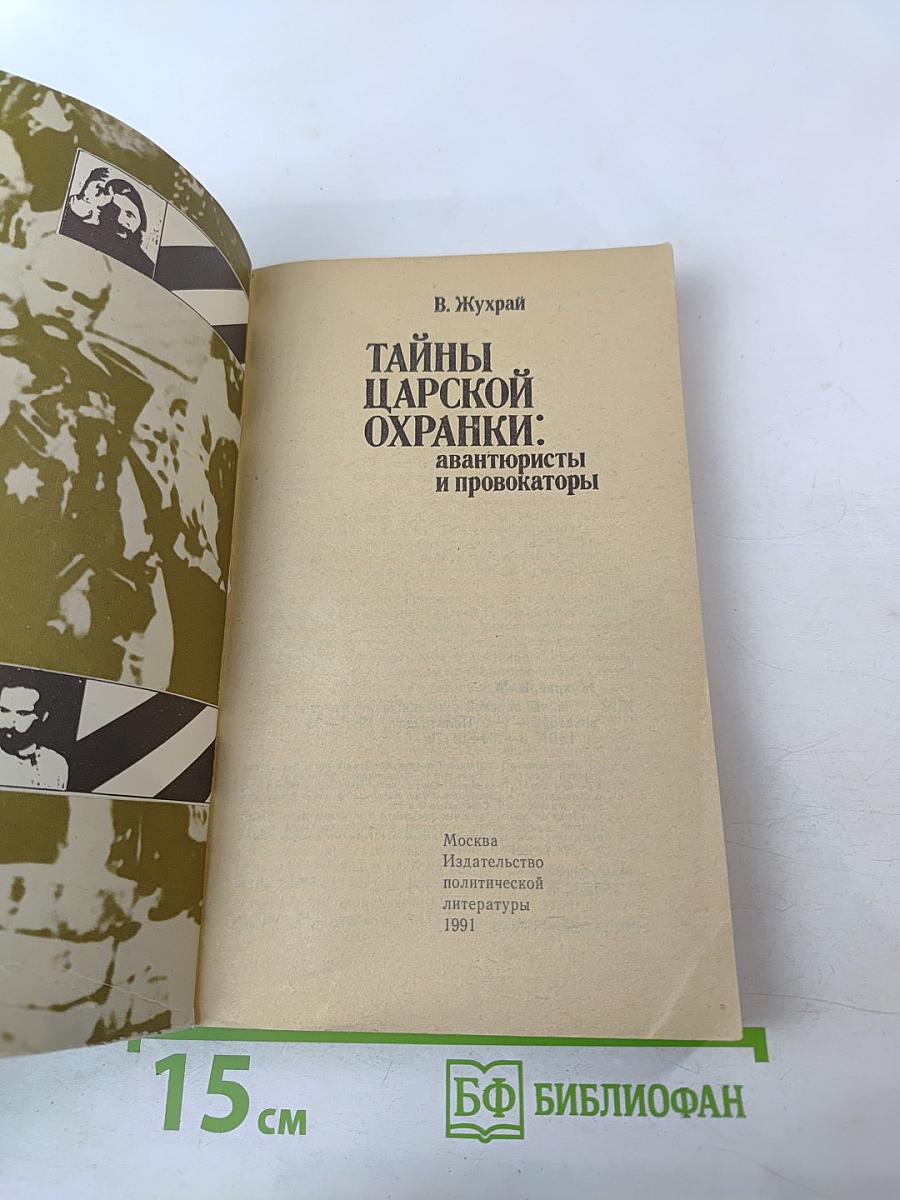 В. Жухрай
ТАЙНЫ
ЦАРСКОЙ
ОХРАНКИ:
авантюристы
и провокаторы
Москва
Издательство
политической
литературы
1991
15 см
БФ БИБЛИОФАН